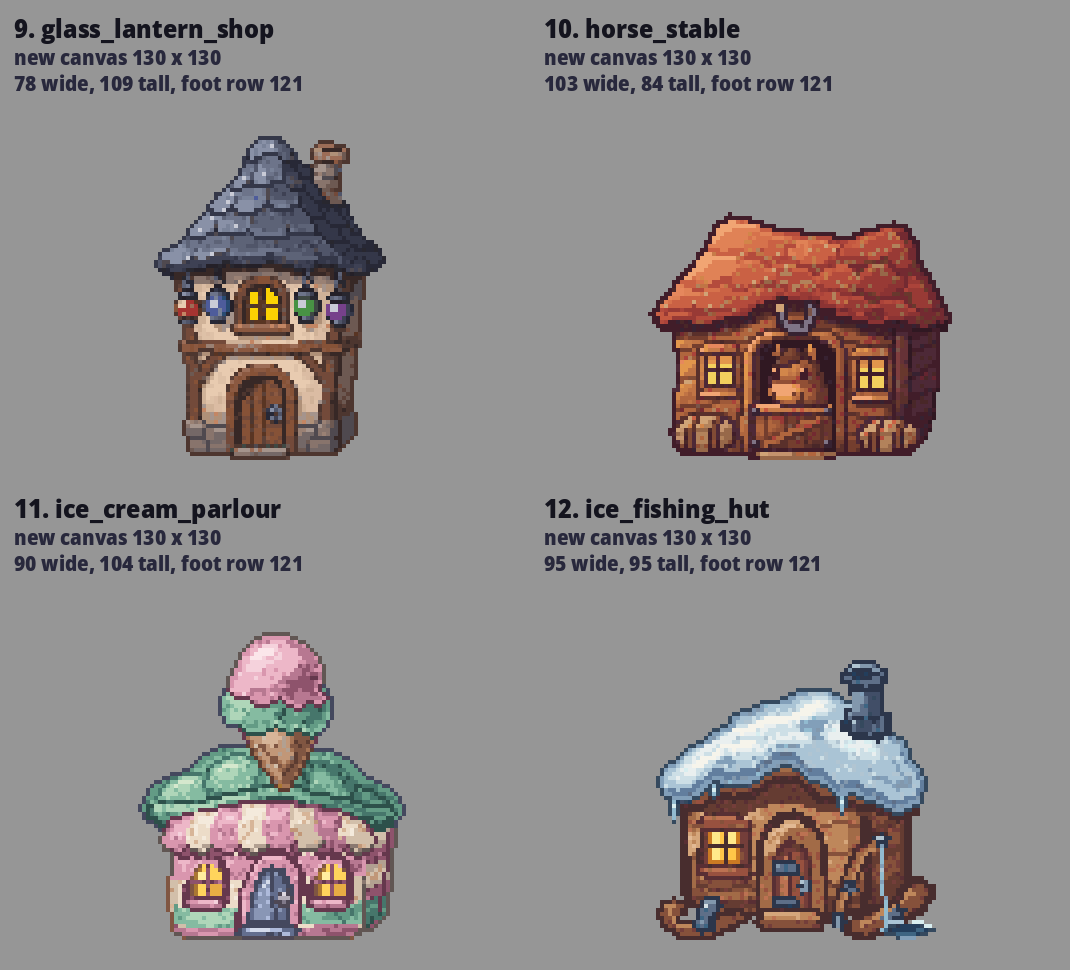 9. glass_lantern_shop
new canvas 130 x 130
78 wide, 109 tall, foot row 121
10. horse_stable
new canvas 130 x 130
103 wide, 84 tall, foot row 121
11. ice_cream_parlour
new canvas 130 x 130
90 wide, 104 tall, foot row 121
12. ice_fishing_hut
new canvas 130 x 130
95 wide, 95 tall, foot row 121